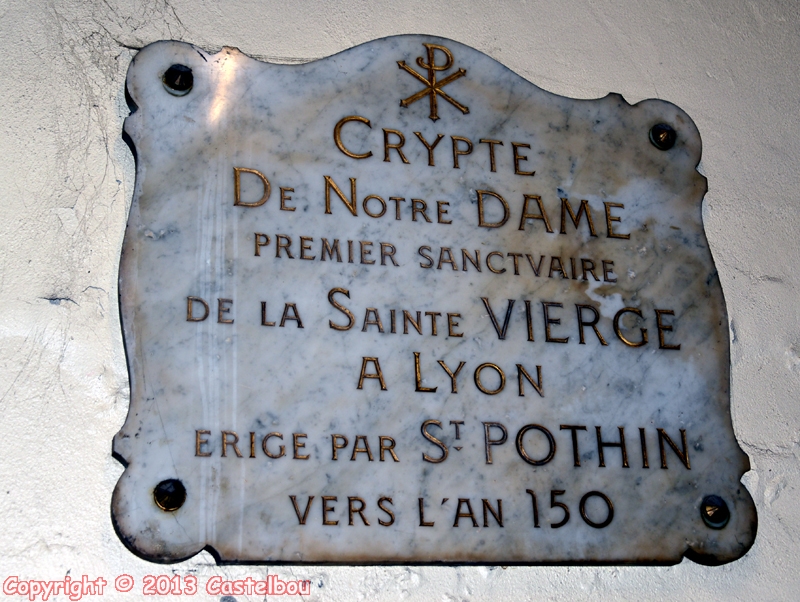 ☧
CRYPTE
DE NOTRE DAME
PREMIER SANCTVAIRE
DE LA SAINTE VIERGE
A LYON
ERIGE PAR ST POTHIN
VERS L'AN 150
Copyright © 2013 Castelbou